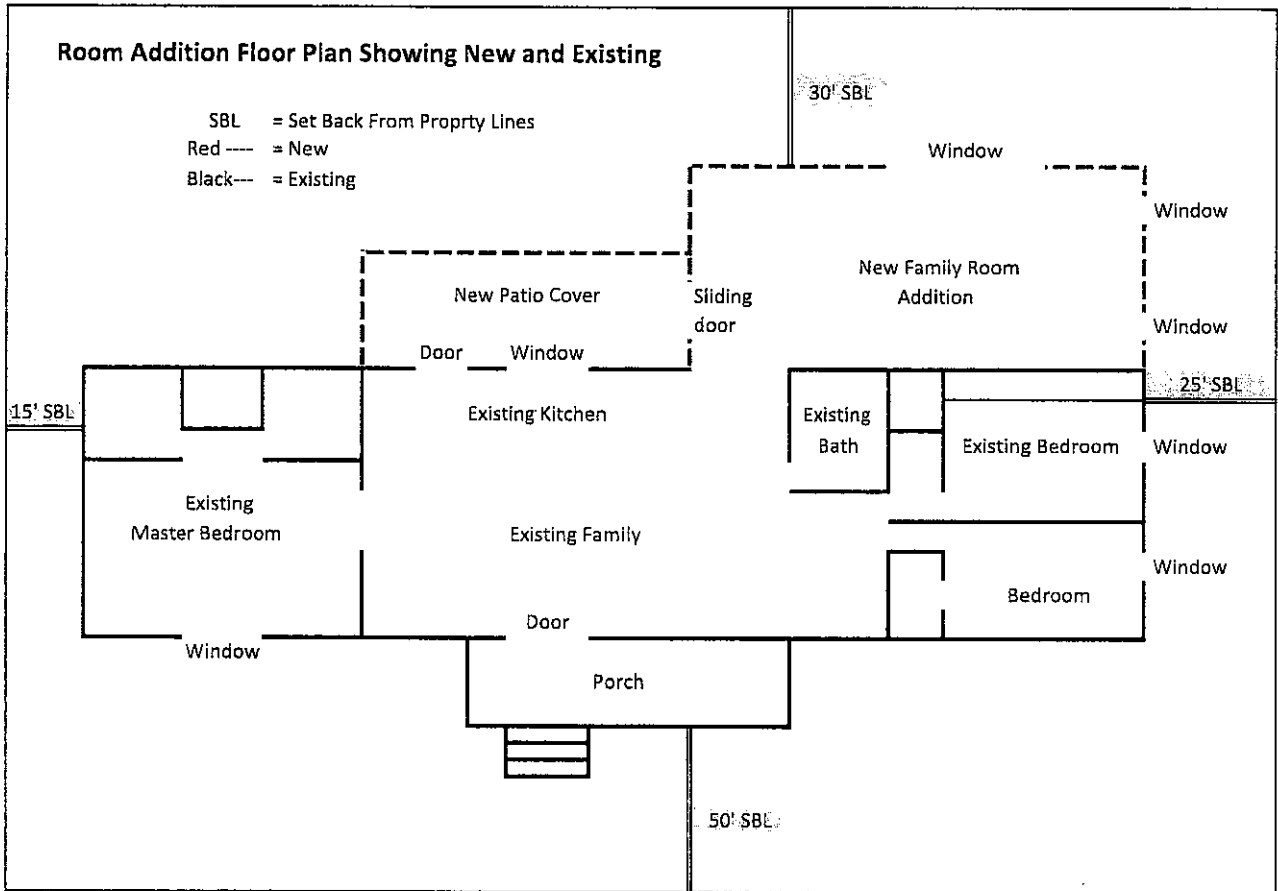 Room Addition Floor Plan Showing New and Existing
SBL = Set Back From Proprty Lines
Red ---- = New
Black--- = Existing
30' SBL
Window
Window
New Family Room
Addition
New Patio Cover
Sliding
door
Window
Door Window
15' SBL
25' SBL
Existing Kitchen
Existing
Bath
Existing Bedroom
Window
Existing
Master Bedroom
Existing Family
Window
Bedroom
Door
Window
Porch
50' SBL